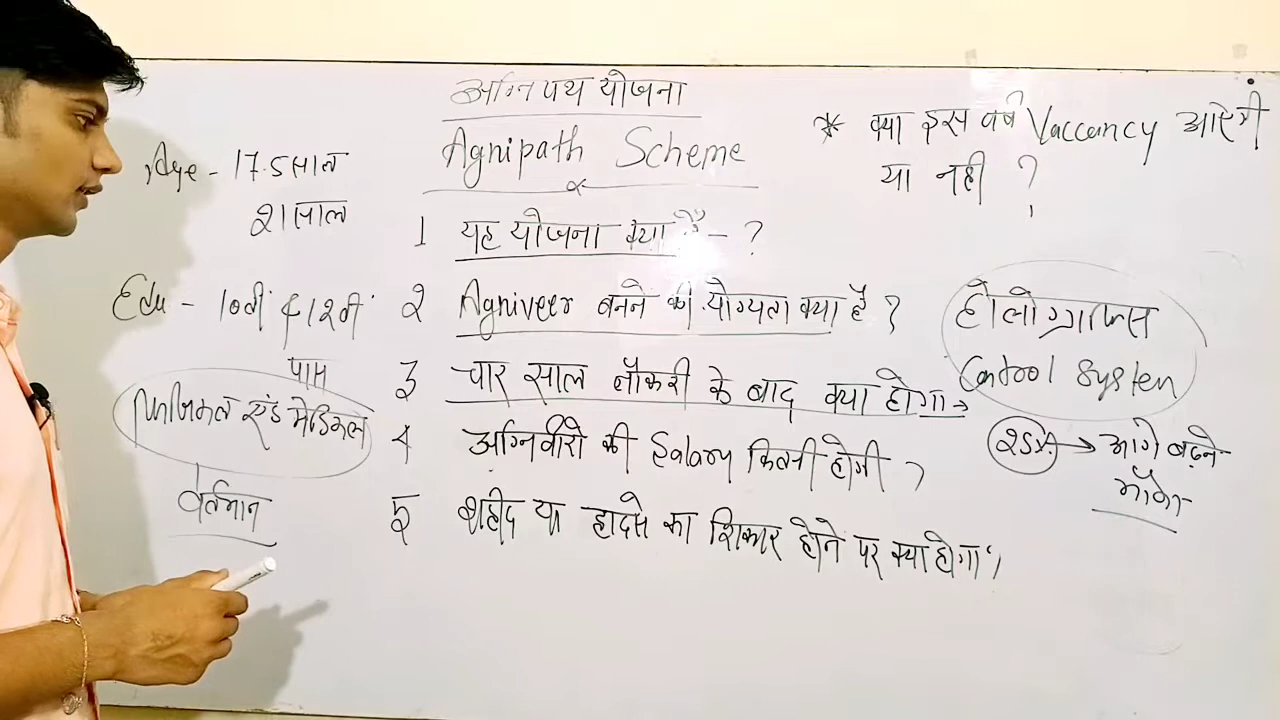 अग्निपथ योजना
Agnipath Scheme
Age - 17.5 साल
21 साल
Edu - 10वीं & 12वीं
पास
फिजिकल एंड मेडिकल
वर्तमान
1 यह योजना क्या है - ?
2 Agniveer बनने की योग्यता क्या है ?
3 चार साल नौकरी के बाद क्या होगा →
4 अग्निवीरो की Salary कितनी होगी ?
5 शहीद या हादसे का शिकार होने पर क्या होगा ?
* क्या इस वर्ष Vaccancy आएगी
या नही ?
होलोग्राफिस
Control System
25% → आगे बढ़ने
मौका